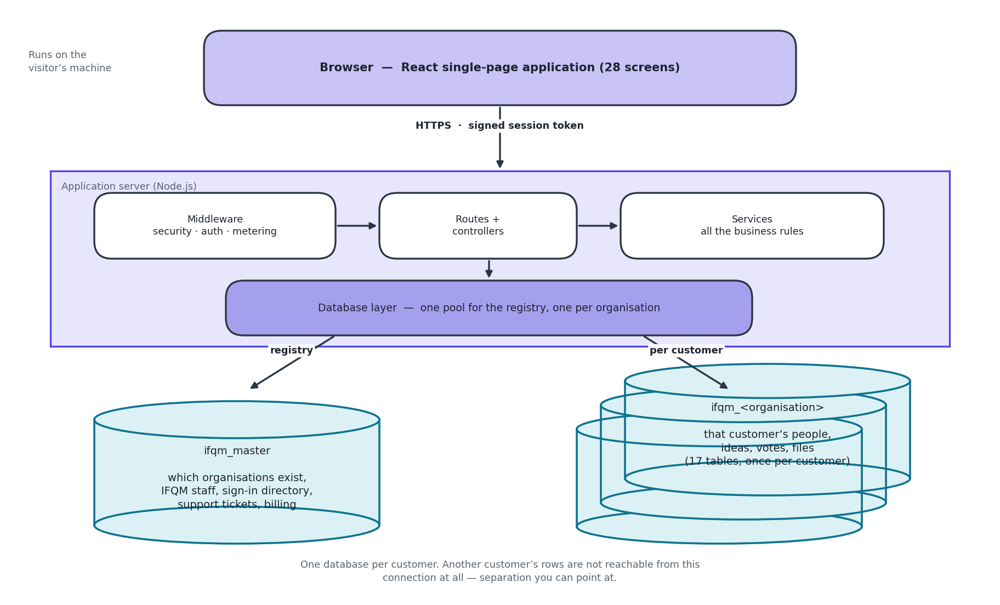 Runs on the
visitor’s machine
Browser — React single-page application (28 screens)
HTTPS · signed session token
Application server (Node.js)
Middleware
security · auth · metering
Routes +
controllers
Services
all the business rules
Database layer — one pool for the registry, one per organisation
registry
per customer
ifqm_master
which organisations exist,
IFQM staff, sign-in directory,
support tickets, billing
ifqm_<organisation>
that customer’s people,
ideas, votes, files
(17 tables, once per customer)
One database per customer. Another customer’s rows are not reachable from this
connection at all — separation you can point at.